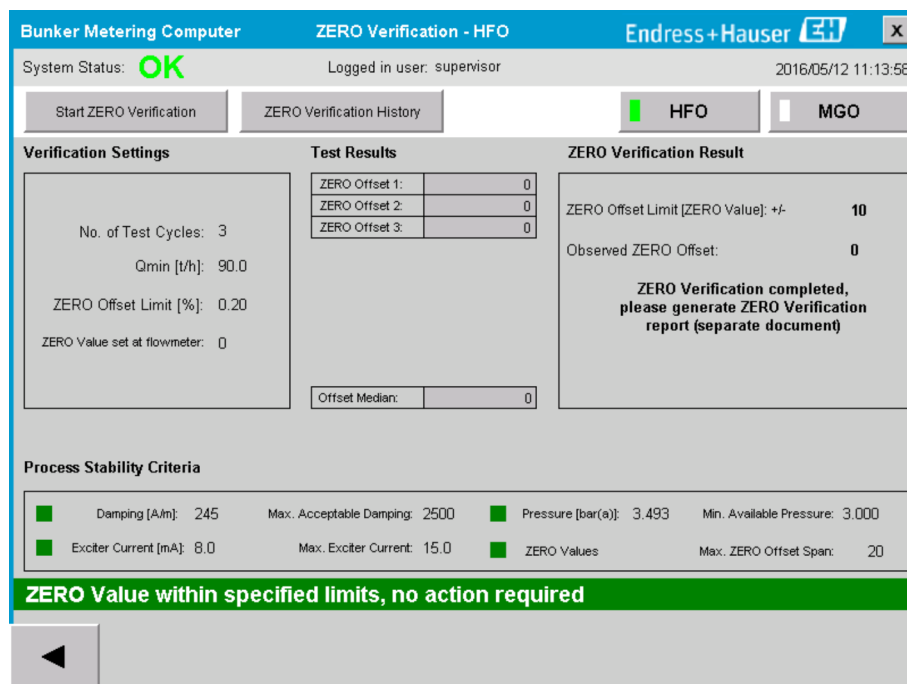 Bunker Metering Computer ZERO Verification - HFO Endress+Hauser EH X
System Status: OK Logged in user: supervisor 2016/05/12 11:13:58
Start ZERO Verification ZERO Verification History HFO MGO
Verification Settings Test Results ZERO Verification Result
ZERO Offset 1: 0
ZERO Offset 2: 0
ZERO Offset 3: 0
No. of Test Cycles: 3
Qmin [t/h]: 90.0
ZERO Offset Limit [%]: 0.20
ZERO Value set at flowmeter: 0
Offset Median: 0
ZERO Offset Limit [ZERO Value]: +/- 10
Observed ZERO Offset: 0
ZERO Verification completed,
please generate ZERO Verification
report (separate document)
Process Stability Criteria
Damping [A/m]: 245 Max. Acceptable Damping: 2500 Pressure [bar(a)]: 3.493 Min. Available Pressure: 3.000
Exciter Current [mA]: 8.0 Max. Exciter Current: 15.0 ZERO Values Max. ZERO Offset Span: 20
ZERO Value within specified limits, no action required